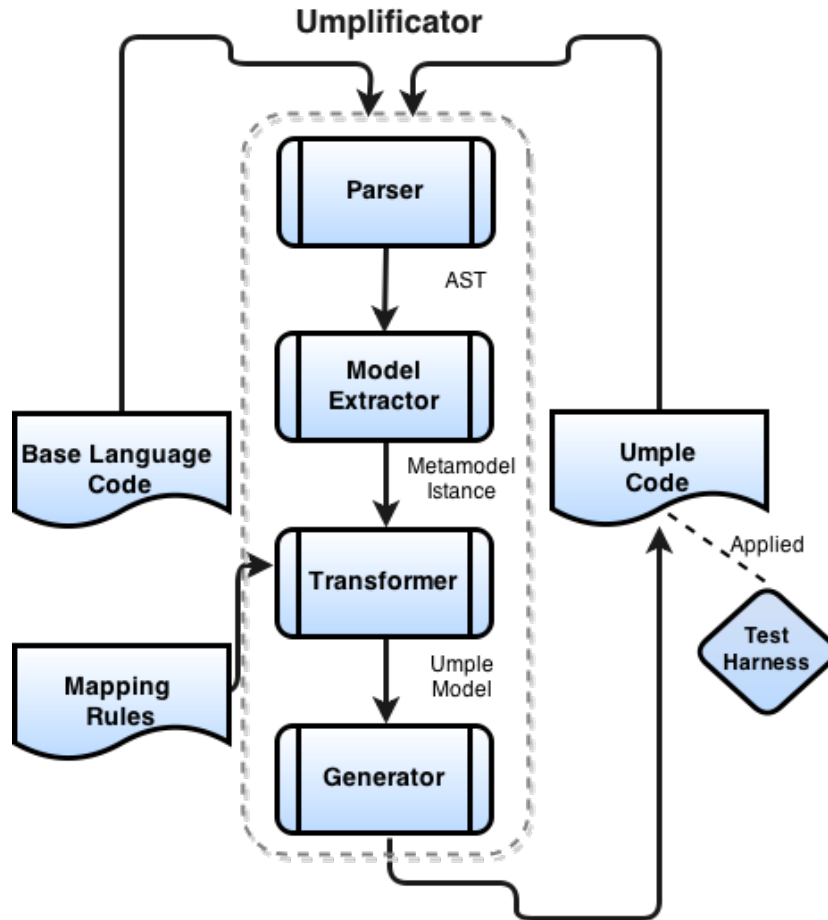 Umplificator
Parser
AST
Model
Extractor
Base Language
Code
Metamodel
Istance
Umple
Code
Applied
Transformer
Test
Harness
Mapping
Rules
Umple
Model
Generator